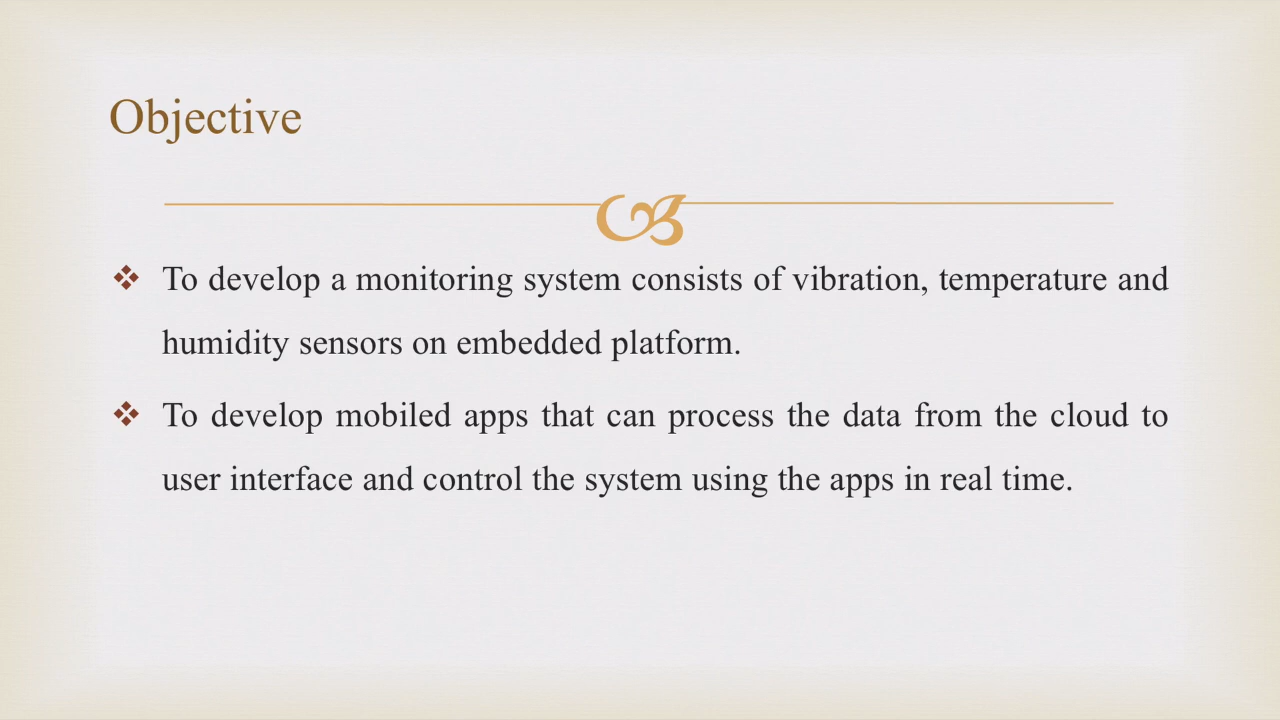 Objective
To develop a monitoring system consists of vibration, temperature and
humidity sensors on embedded platform.
To develop mobiled apps that can process the data from the cloud to
user interface and control the system using the apps in real time.